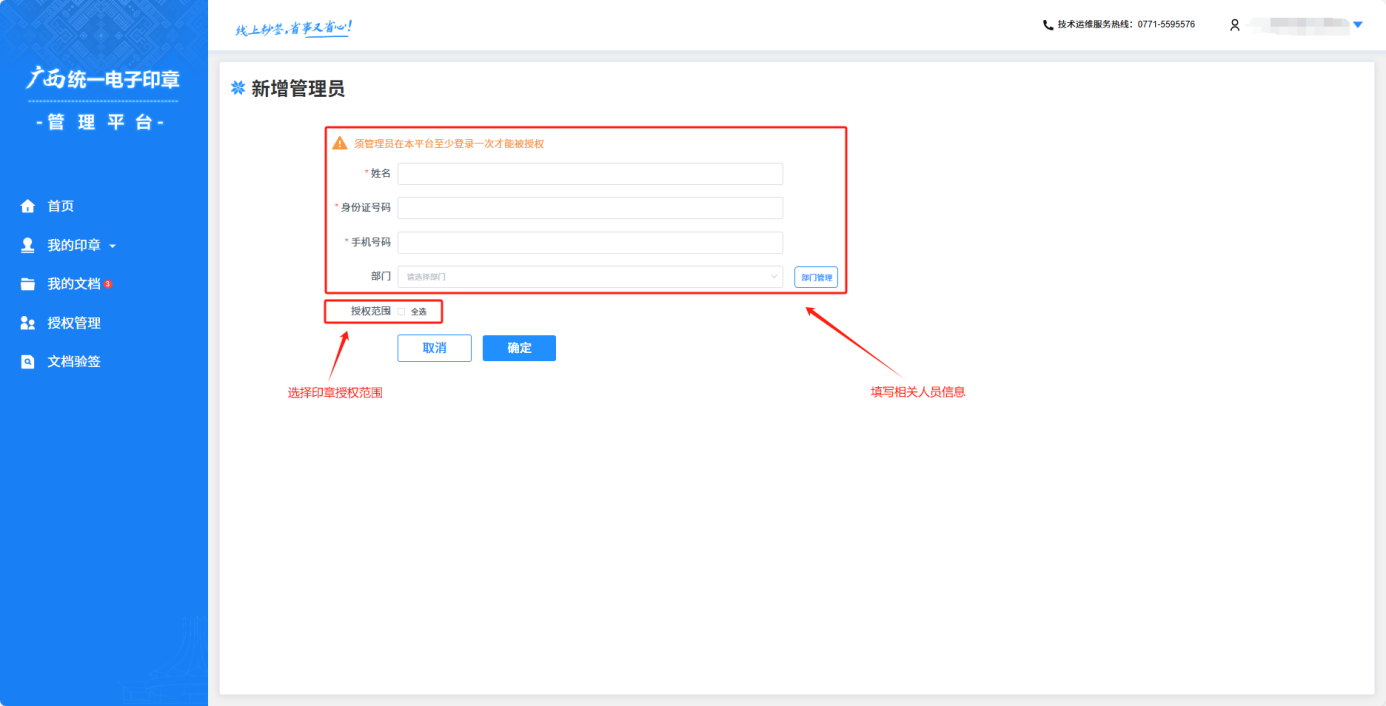 广西统一电子印章
-管理平台-
首页
我的印章
我的文档 3
授权管理
文档验签
线上秒签,省事又省心!
技术运维服务热线：0771-5595576
新增管理员
须管理员在本平台至少登录一次才能被授权
* 姓名
* 身份证号码
* 手机号码
部门 请选择部门 部门管理
授权范围 全选
取消 确定
选择印章授权范围
填写相关人员信息